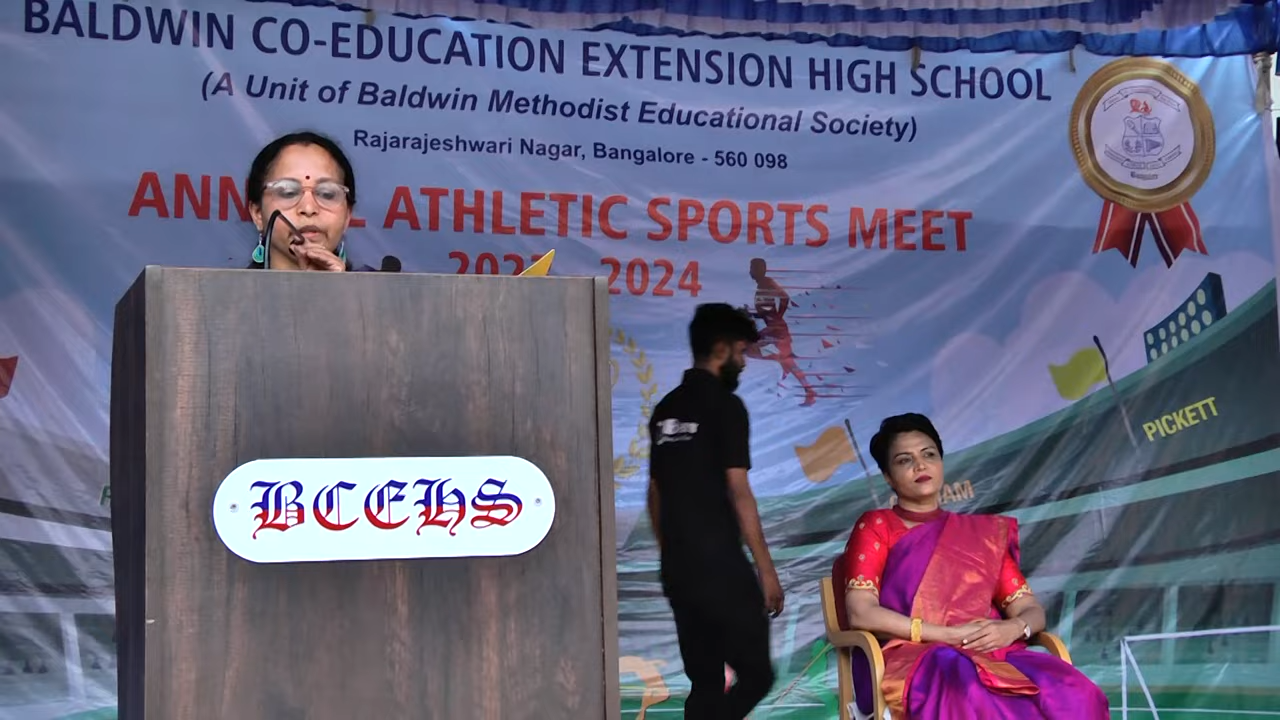 BALDWIN CO-EDUCATION EXTENSION HIGH SCHOOL
(A Unit of Baldwin Methodist Educational Society)
Rajarajeshwari Nagar, Bangalore - 560 098
ANN L ATHLETIC SPORTS MEET
2024
PICKETT
BCEHS